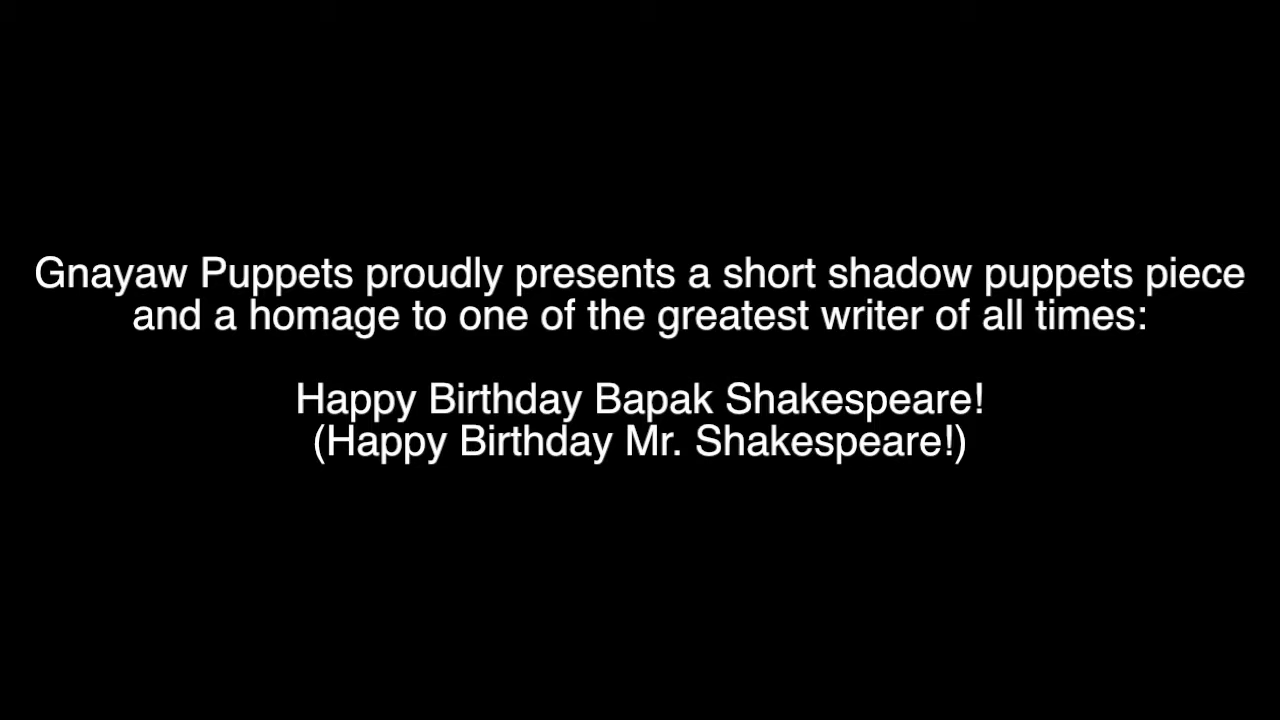 Gnayaw Puppets proudly presents a short shadow puppets piece
and a homage to one of the greatest writer of all times:
Happy Birthday Bapak Shakespeare!
(Happy Birthday Mr. Shakespeare!)